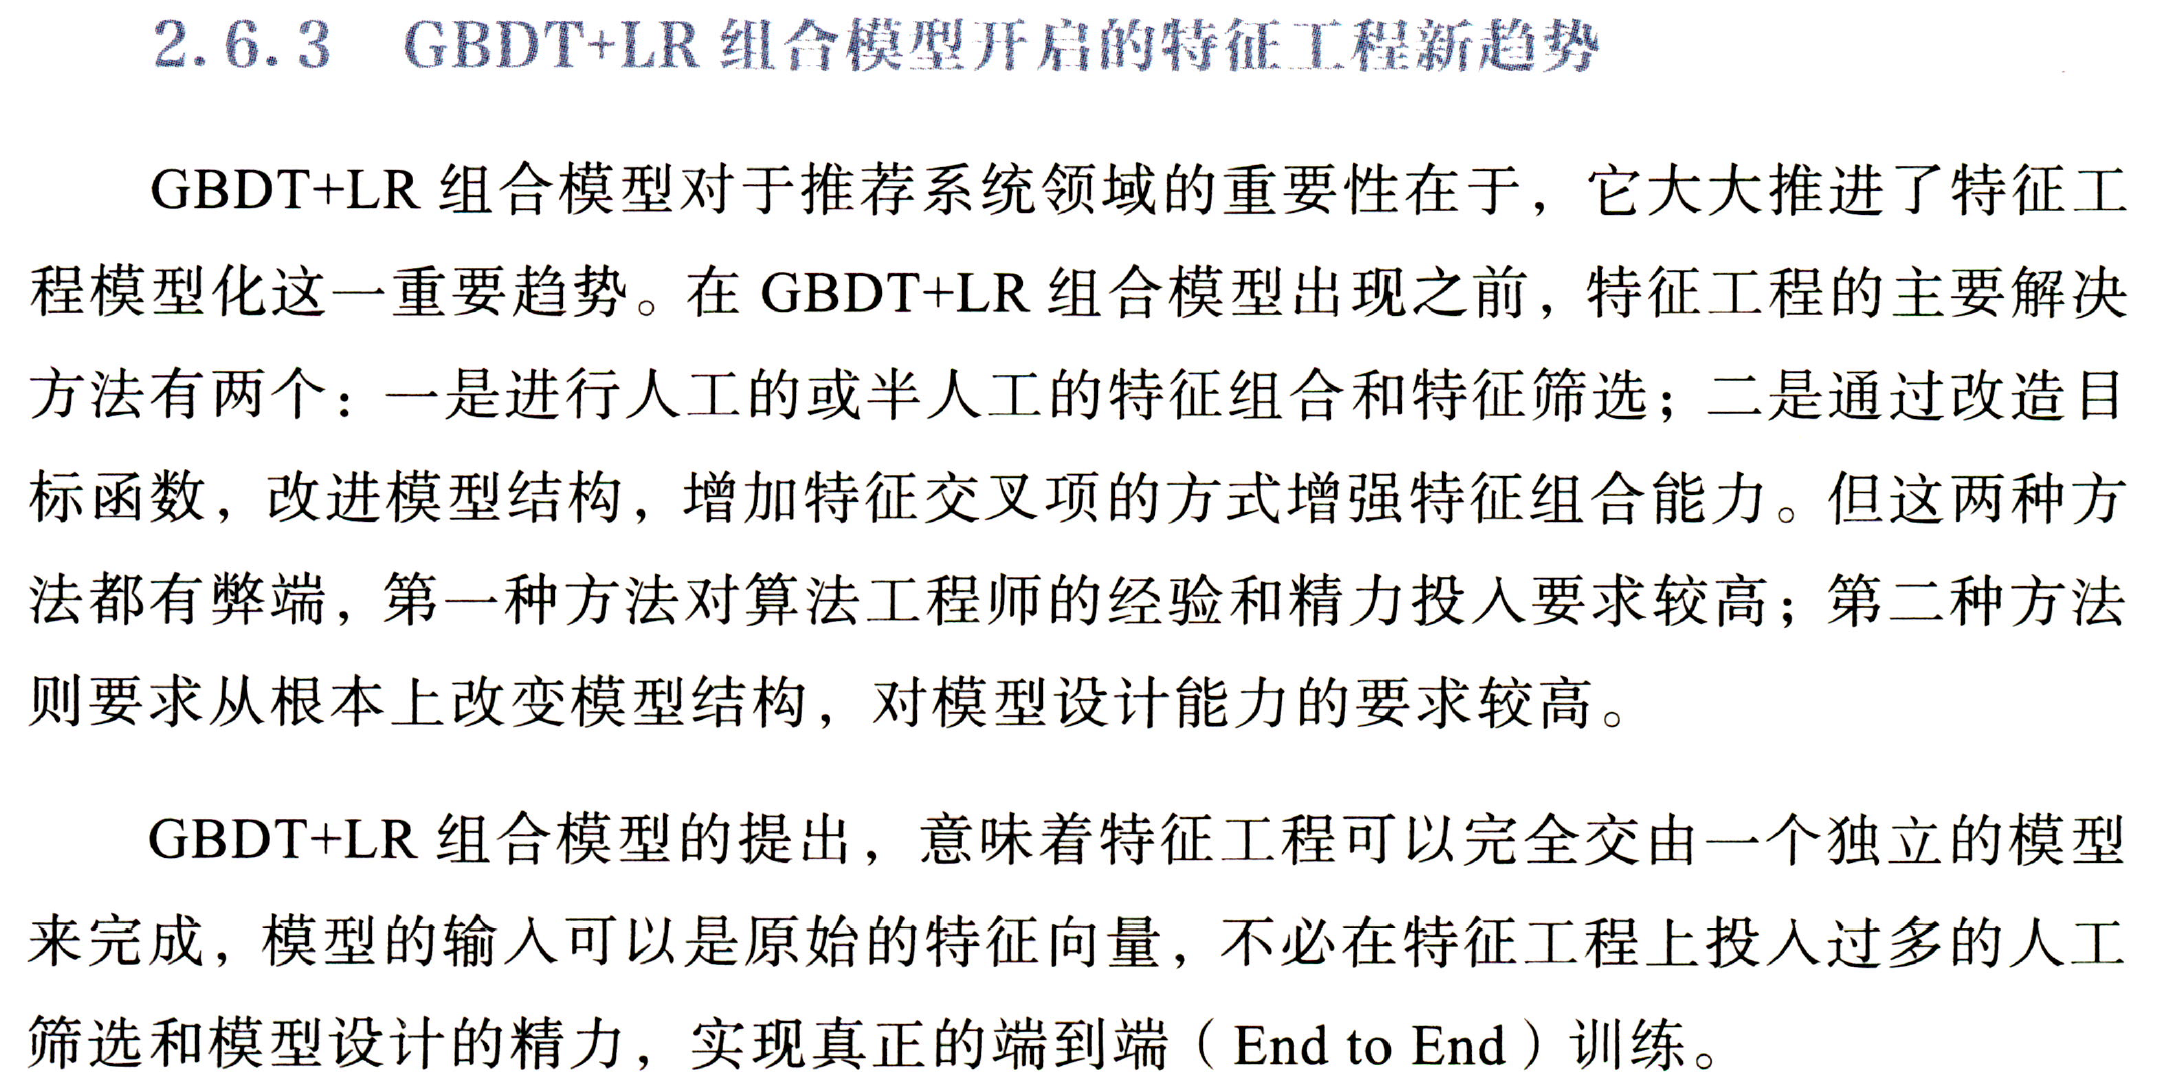 2.6.3 GBDT+LR 组合模型开启的特征工程新趋势
GBDT+LR 组合模型对于推荐系统领域的重要性在于，它大大推进了特征工
程模型化这一重要趋势。在 GBDT+LR 组合模型出现之前，特征工程的主要解决
方法有两个：一是进行人工的或半人工的特征组合和特征筛选；二是通过改造目
标函数，改进模型结构，增加特征交叉项的方式增强特征组合能力。但这两种方
法都有弊端，第一种方法对算法工程师的经验和精力投入要求较高；第二种方法
则要求从根本上改变模型结构，对模型设计能力的要求较高。
GBDT+LR 组合模型的提出，意味着特征工程可以完全交由一个独立的模型
来完成，模型的输入可以是原始的特征向量，不必在特征工程上投入过多的人工
筛选和模型设计的精力，实现真正的端到端（End to End）训练。